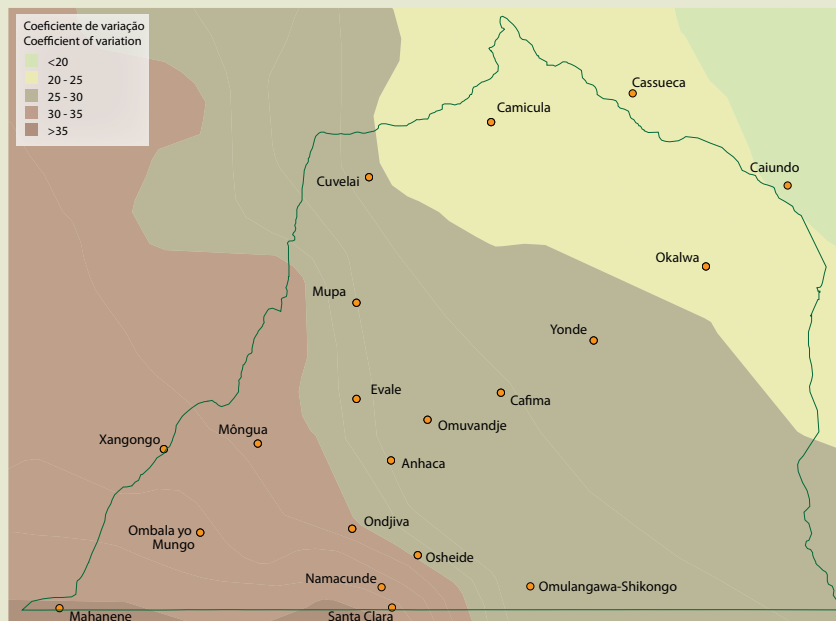 Coeficiente de variação
Coefficient of variation
<20
20 - 25
25 - 30
30 - 35
>35
Cassueca
Camicula
Caiundo
Cuvelai
Okalwa
Mupa
Yonde
Evale
Cafima
Omuvandje
Môngua
Xangongo
Anhaca
Ondjiva
Ombala yo
Mungo
Osheide
Namacunde
Omulangawa-Shikongo
Mahanene
Santa Clara